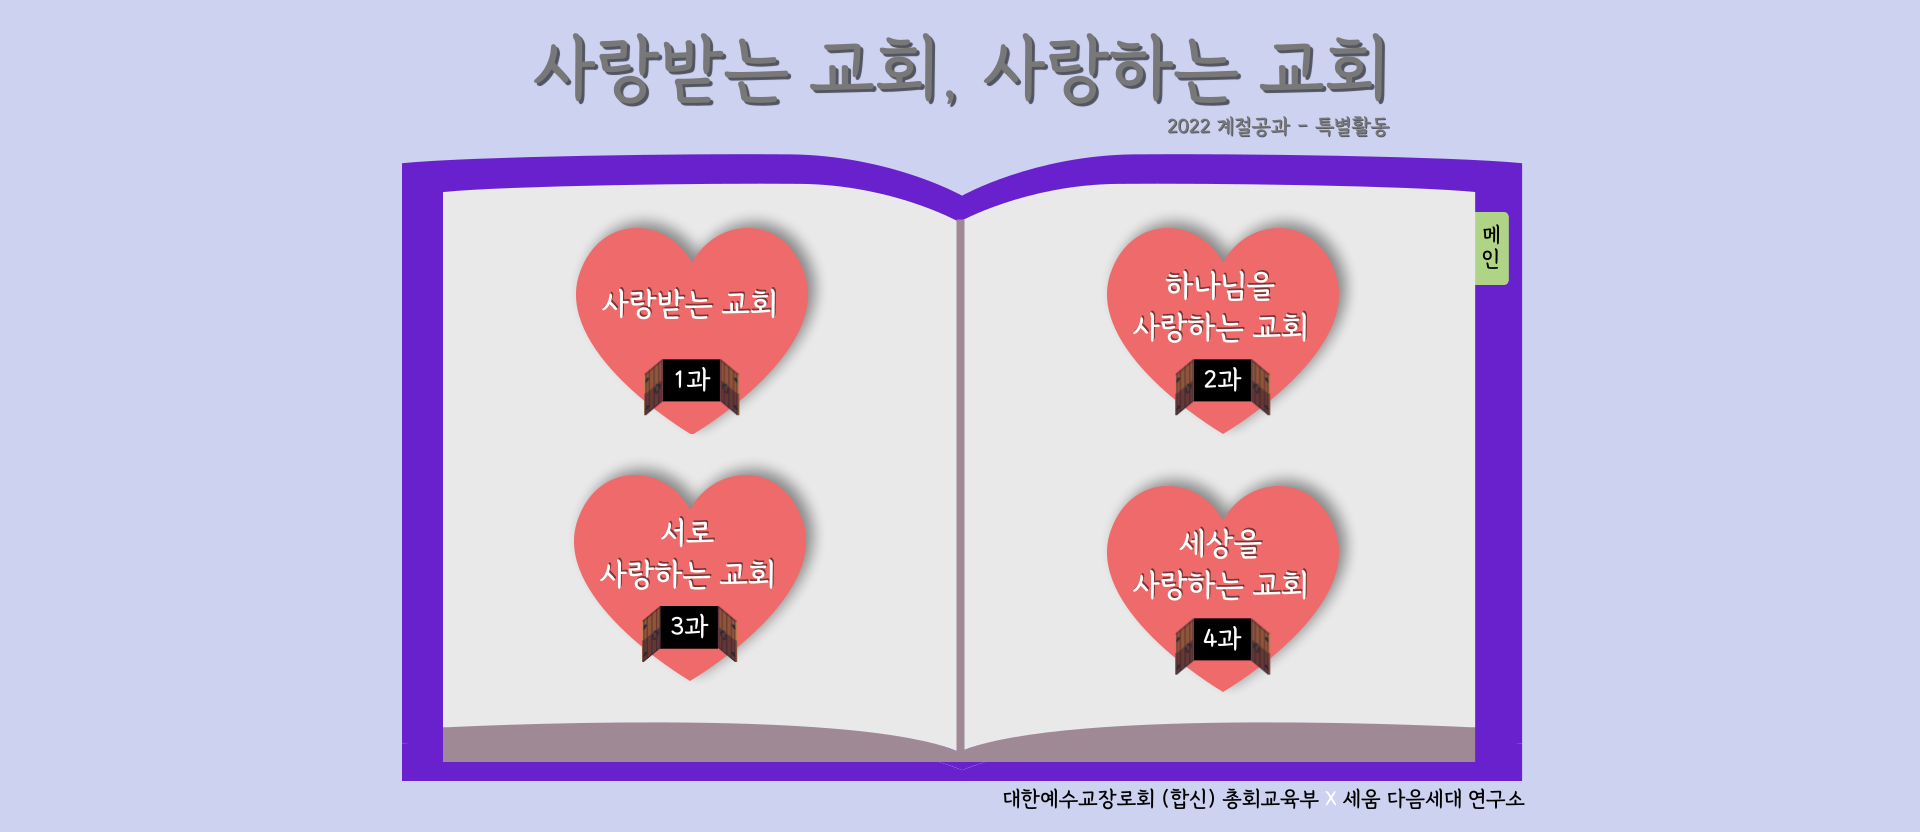 사랑받는 교회, 사랑하는 교회
2022 계절공과 - 특별활동
메
인
사랑받는 교회
1과
하나님을
사랑하는 교회
2과
서로
사랑하는 교회
3과
세상을
사랑하는 교회
4과
대한예수교장로회 (합신) 총회교육부 X 세움 다음세대 연구소